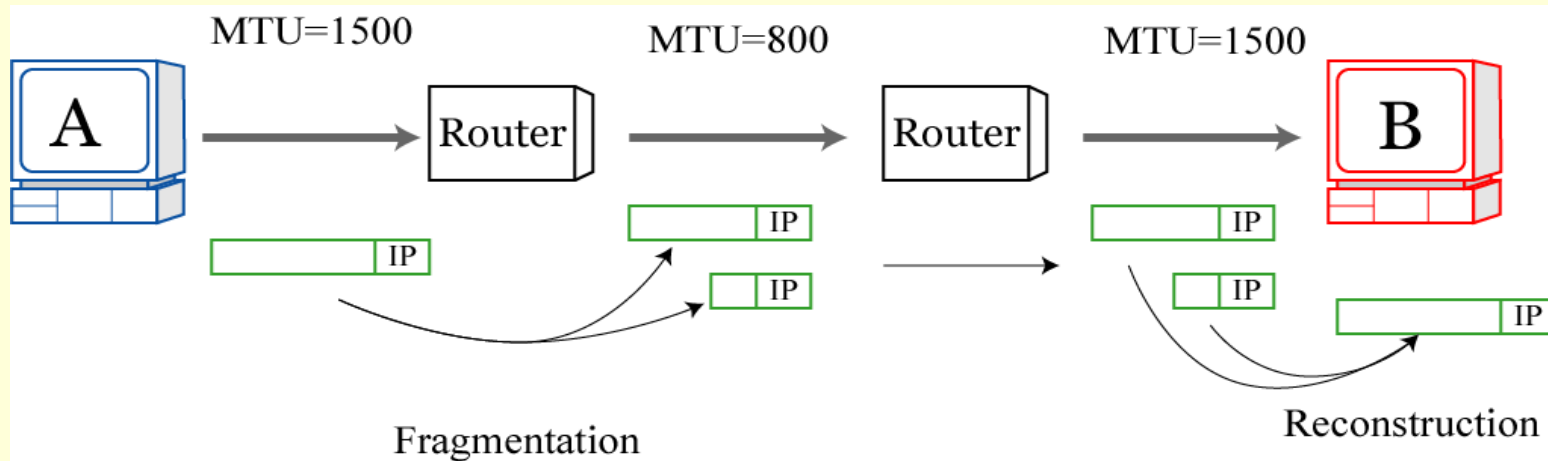 MTU=1500
MTU=800
MTU=1500
A
Router
Router
B
IP
IP
IP
IP
IP
IP
Fragmentation
Reconstruction